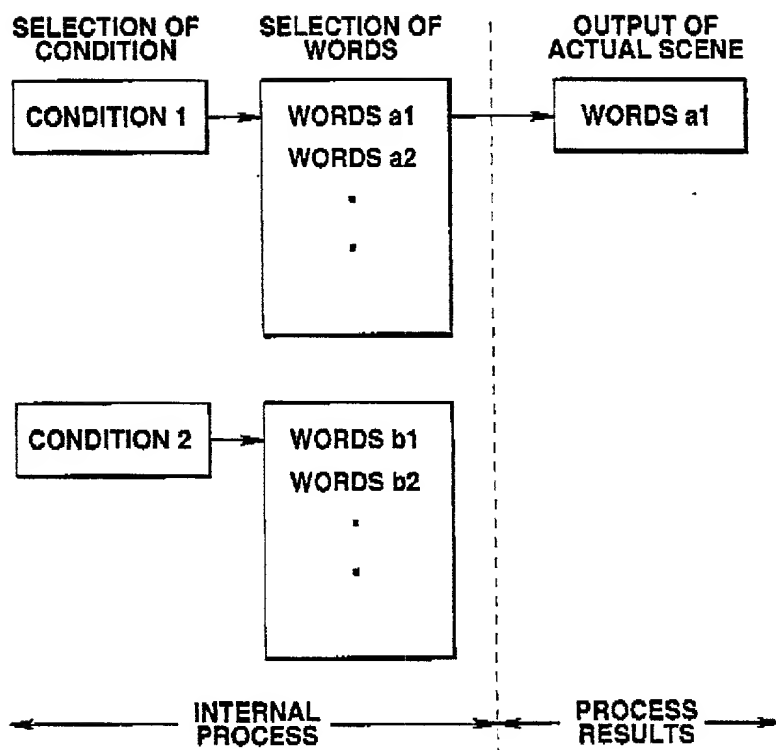 SELECTION OF
CONDITION
SELECTION OF
WORDS
OUTPUT OF
ACTUAL SCENE
CONDITION 1
WORDS a1
WORDS a2
WORDS a1
CONDITION 2
WORDS b1
WORDS b2
INTERNAL
PROCESS
PROCESS
RESULTS